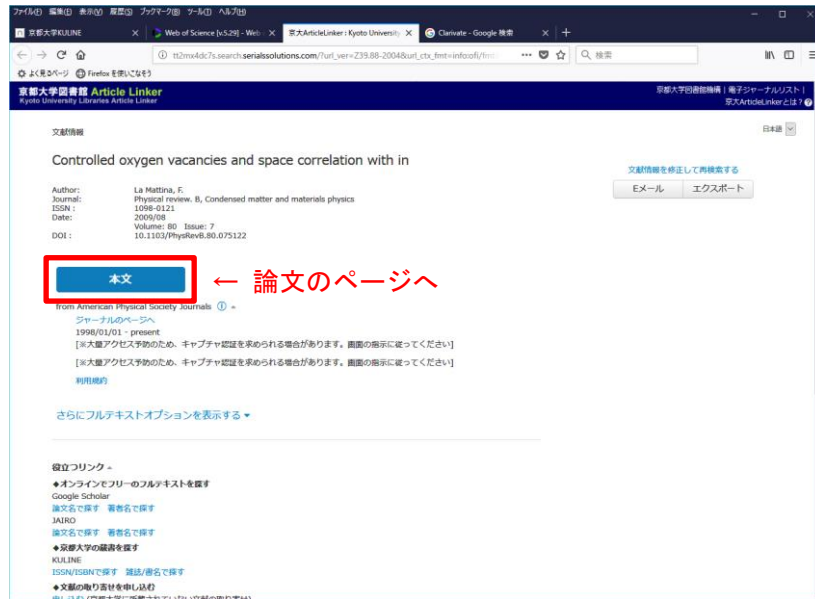 ファイル(F) 編集(E) 表示(V) 履歴(S) ブックマーク(B) ツール(T) ヘルプ(H)
京都大学KULINE
Web of Science [v.5.29] - Web
京大ArticleLinker : Kyoto University
Clarivate - Google 検索
tt2mx4dc7s.search.serialssolutions.com/?url_ver=Z39.88-2004&url_ctx_fmt=info:ofi/fmt
検索
よく見るページ Firefox を使いこなそう
京都大学図書館 Article Linker
Kyoto University Libraries Article Linker
京都大学図書館機構 | 電子ジャーナルリスト |
京大ArticleLinkerとは?
文献情報
日本語
Controlled oxygen vacancies and space correlation with in
文献情報を修正して再検索する
Eメール エクスポート
Author: La Mattina, F.
Journal: Physical review. B, Condensed matter and materials physics
ISSN : 1098-0121
Date: 2009/08
Volume: 80 Issue: 7
DOI : 10.1103/PhysRevB.80.075122
本文
← 論文のページへ
from American Physical Society Journals
ジャーナルのページへ
1998/01/01 - present
[※大量アクセス予防のため、キャプチャ認証を求められる場合があります。画面の指示に従ってください]
[※大量アクセス予防のため、キャプチャ認証を求められる場合があります。画面の指示に従ってください]
利用規約
さらにフルテキストオプションを表示する
役立つリンク
◆オンラインでフリーのフルテキストを探す
Google Scholar
論文名で探す 著者名で探す
JAIRO
論文名で探す 著者名で探す
◆京都大学の蔵書を探す
KULINE
ISSN/ISBNで探す 雑誌/書名で探す
◆文献の取り寄せを申し込む